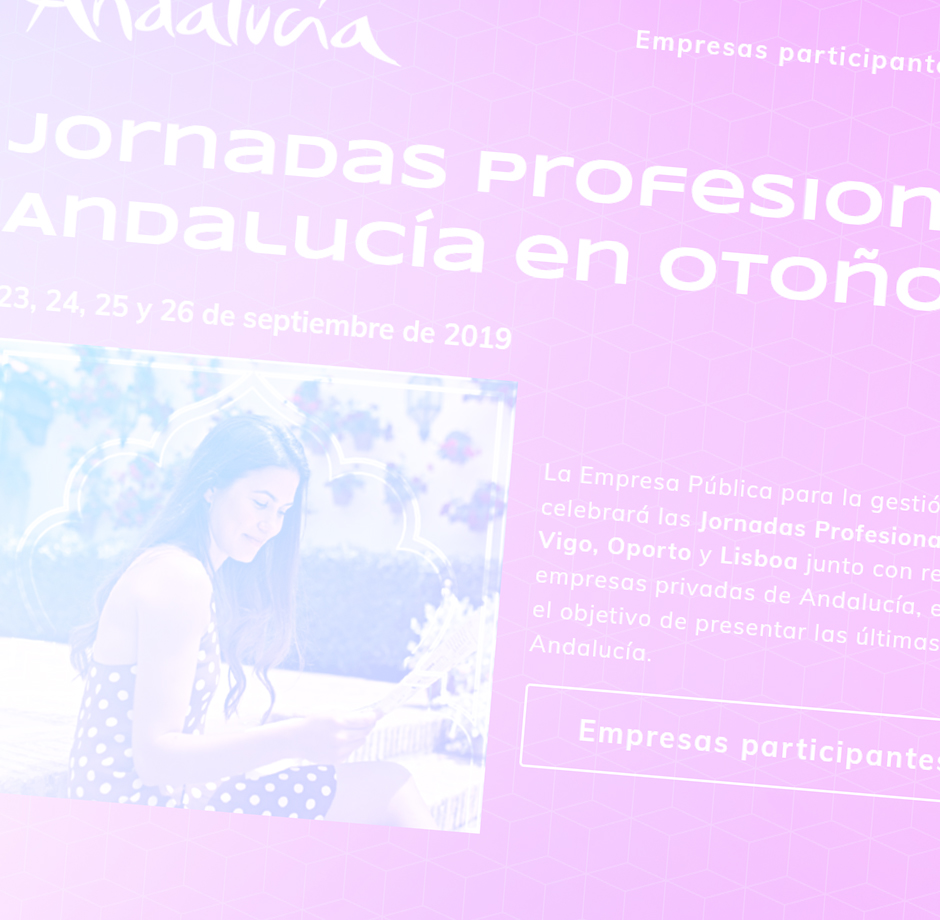 Andalucía
Empresas participante
Jornadas Profesion
Andalucía en Otoño
23, 24, 25 y 26 de septiembre de 2019
La Empresa Pública para la gestió
celebrará las Jornadas Profesiona
Vigo, Oporto y Lisboa junto con re
empresas privadas de Andalucía, e
el objetivo de presentar las últimas
Andalucía.
Empresas participantes